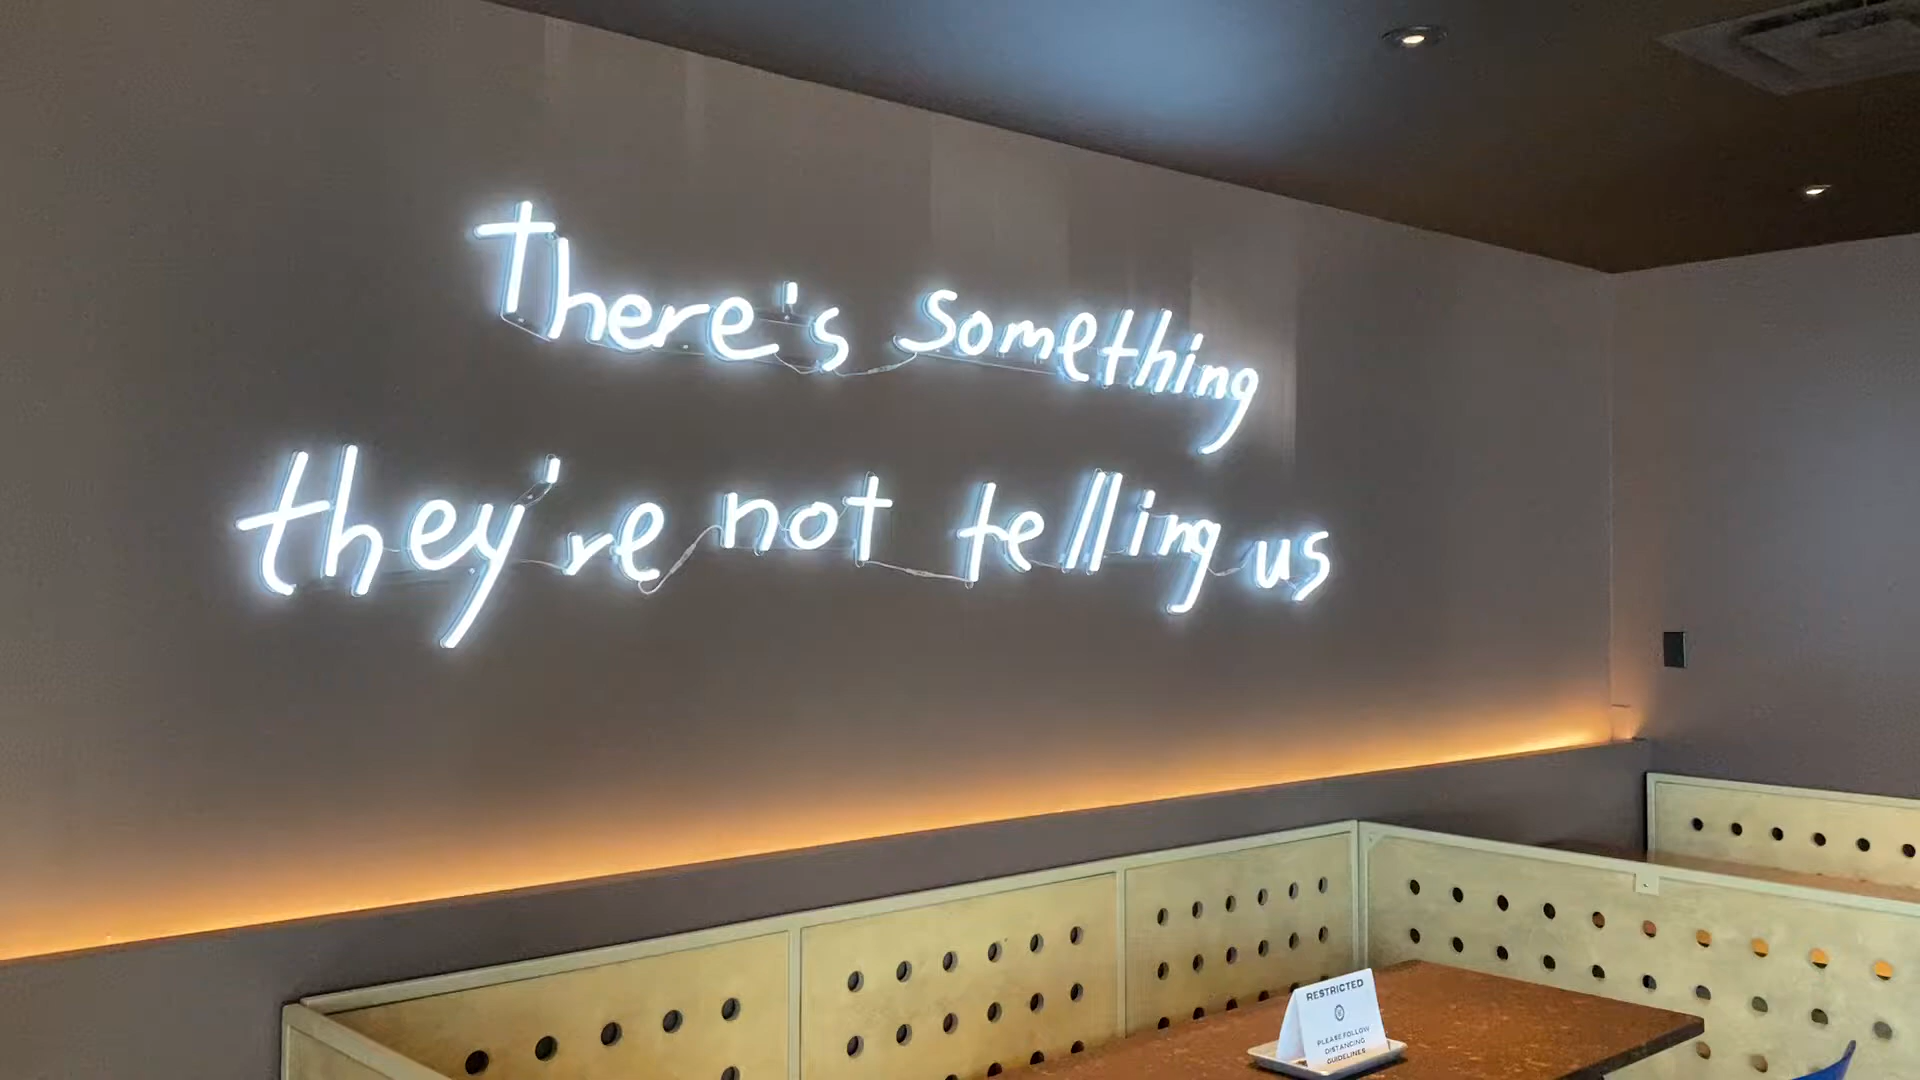 there's something
they're not telling us
RESTRICTED
PLEASE FOLLOW
DISTANCING
GUIDELINES